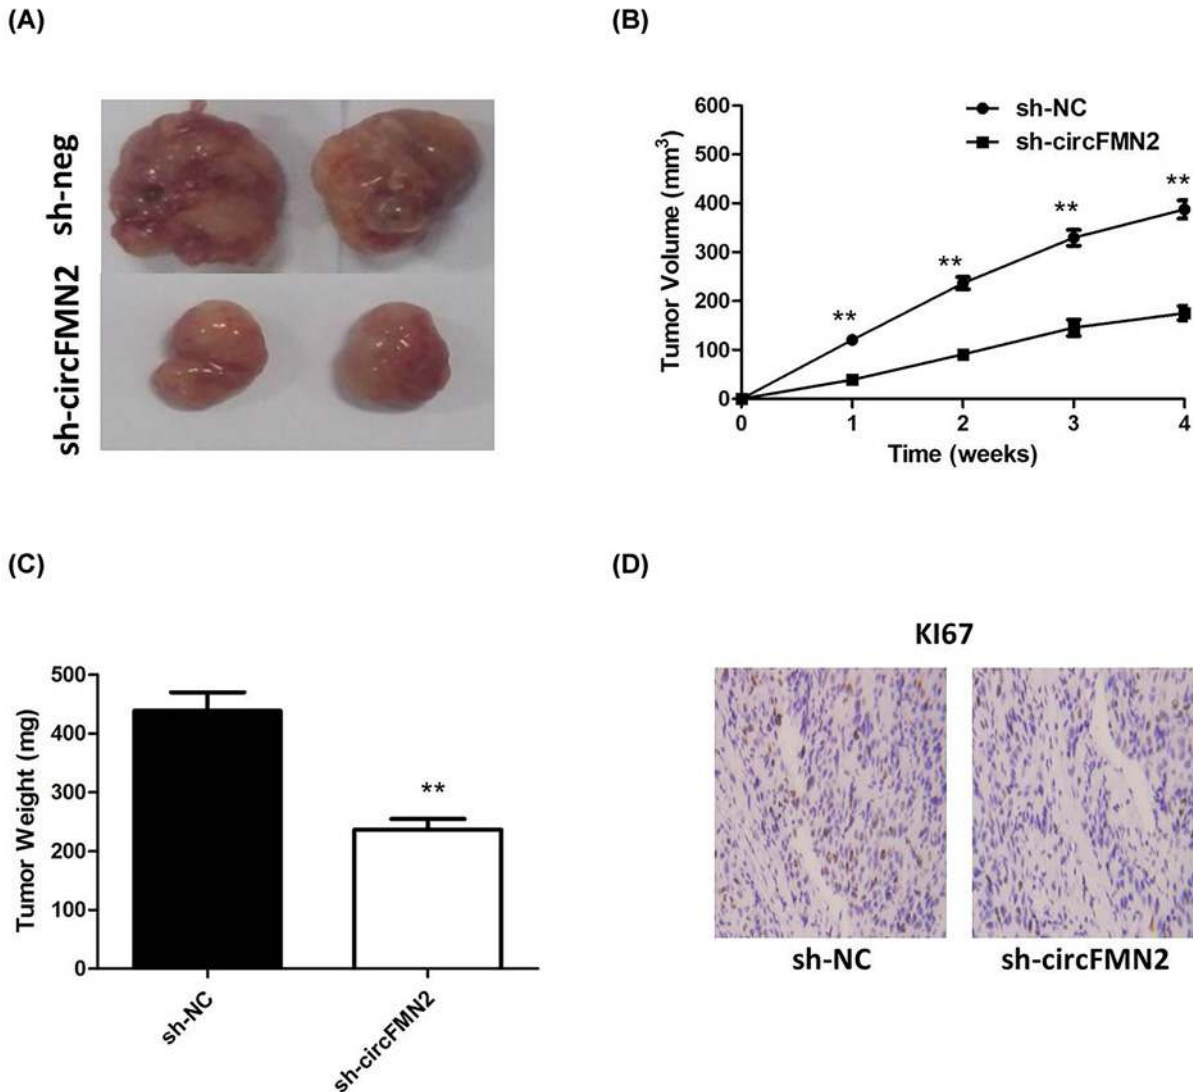 (A)
sh-neg
sh-circFMN2
(B)
600
500
400
300
200
100
0
Tumor Volume (mm³)
sh-NC
sh-circFMN2
**
**
**
**
0 1 2 3 4
Time (weeks)
(C)
500
400
300
200
100
0
Tumor Weight (mg)
**
sh-NC
sh-circFMN2
(D)
KI67
sh-NC
sh-circFMN2